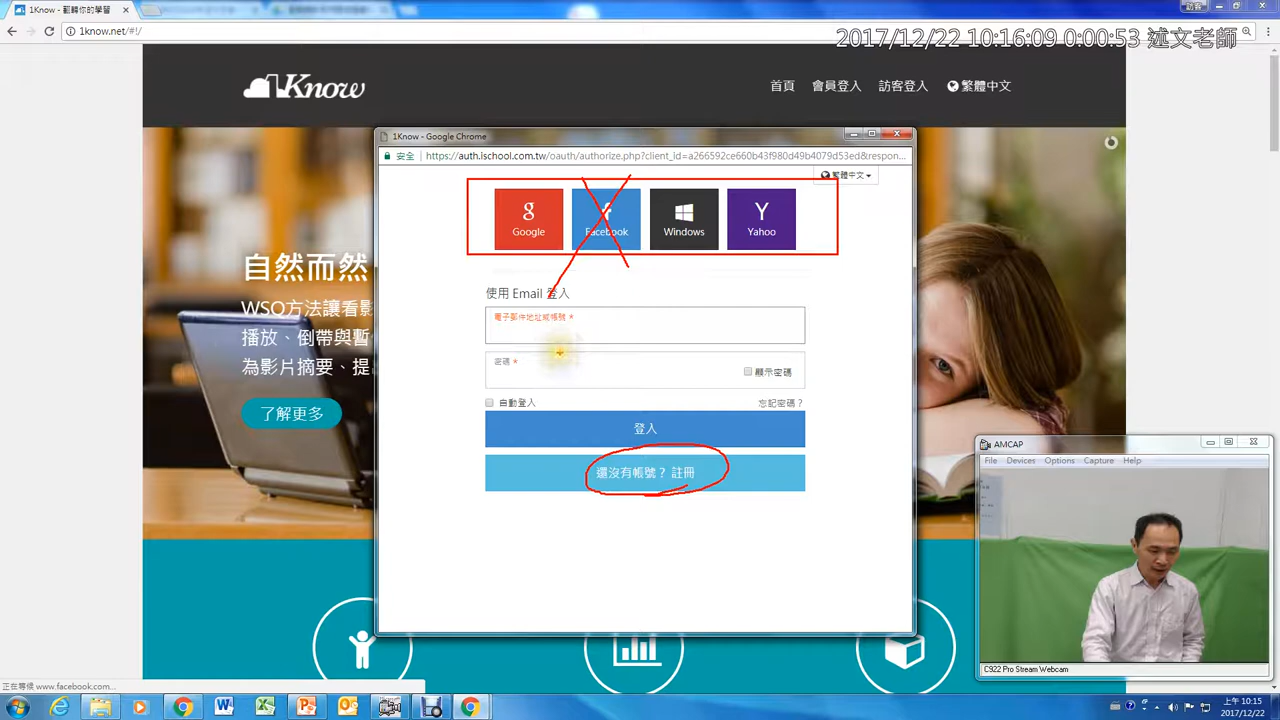 1Know - 翻轉你的學習
1know.net/#!/
2017/12/22 10:16:09 0:00:53 述文老師
訪客
1Know
首頁 會員登入 訪客登入 繁體中文
1Know - Google Chrome
安全 https://auth.ischool.com.tw/oauth/authorize.php?client_id=a266592ce660b43f980d49b4079d53ed&respon...
繁體中文
g
Google
f
Facebook
Windows
Y
Yahoo
自然而然
WSQ方法讓看影
播放、倒帶與暫
為影片摘要、提
了解更多
使用 Email 登入
電子郵件地址或帳號 *
密碼 *
顯示密碼
自動登入
忘記密碼？
登入
還沒有帳號？ 註冊
AMCAP
File Devices Options Capture Help
C922 Pro Stream Webcam
正在等候 www.facebook.com...
上午 10:15
2017/12/22